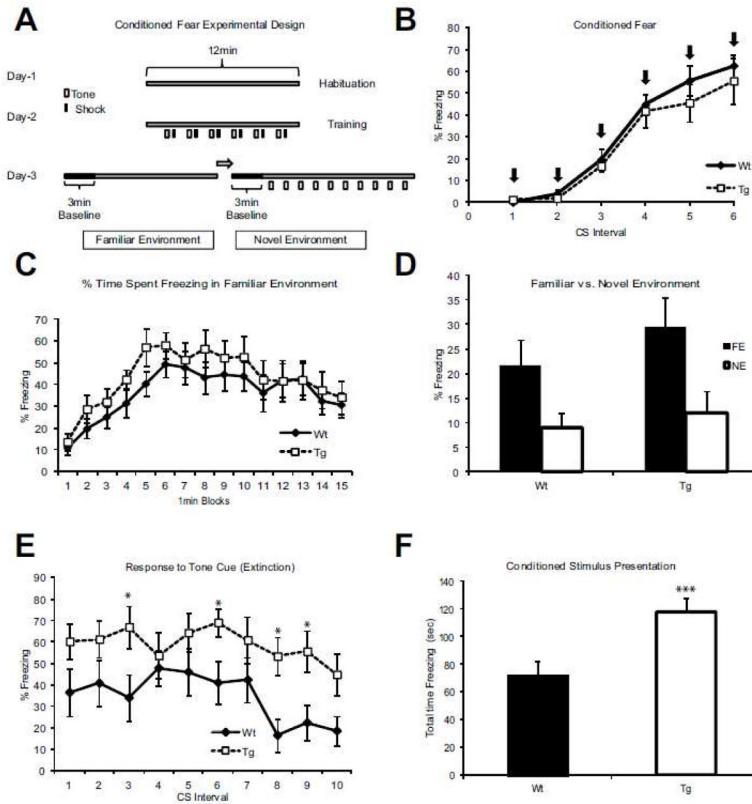 A
Conditioned Fear Experimental Design
12min
Day-1
Habituation
Tone
Shock
Day-2
Training
Day-3
3min
Baseline
3min
Baseline
Familiar Environment
Novel Environment
B
Conditioned Fear
% Freezing
70
60
50
40
30
20
10
0
0 1 2 3 4 5 6
CS Interval
Wt
Tg
C
% Time Spent Freezing in Familiar Environment
% Freezing
70
60
50
40
30
20
10
0
1 2 3 4 5 6 7 8 9 10 11 12 13 14 15
1min Blocks
Wt
Tg
D
Familiar vs. Novel Environment
% Freezing
40
35
30
25
20
15
10
5
0
Wt Tg
FE
NE
E
Response to Tone Cue (Extinction)
% Freezing
90
80
70
60
50
40
30
20
10
0
* * * *
1 2 3 4 5 6 7 8 9 10
CS Interval
Wt
Tg
F
Conditioned Stimulus Presentation
Total time Freezing (sec)
140
120
100
80
60
40
20
0
***
Wt Tg